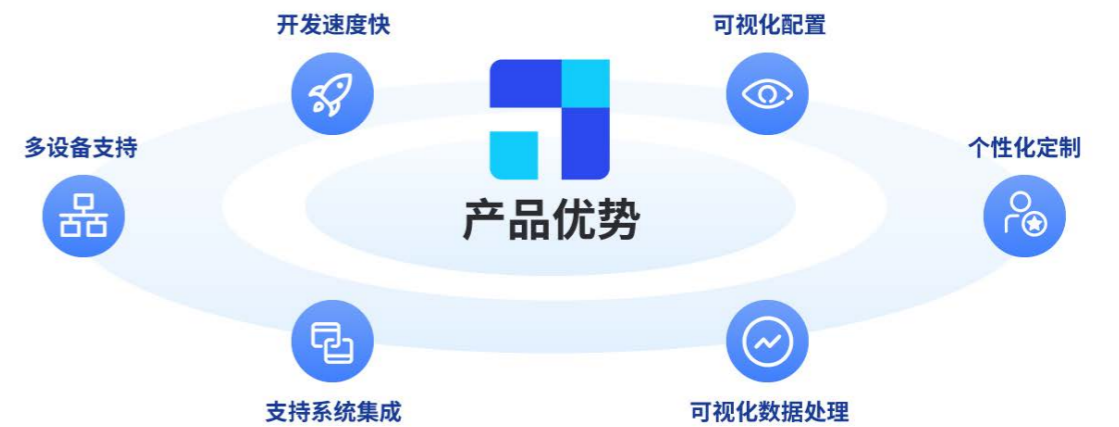 开发速度快
可视化配置
多设备支持
个性化定制
产品优势
支持系统集成
可视化数据处理